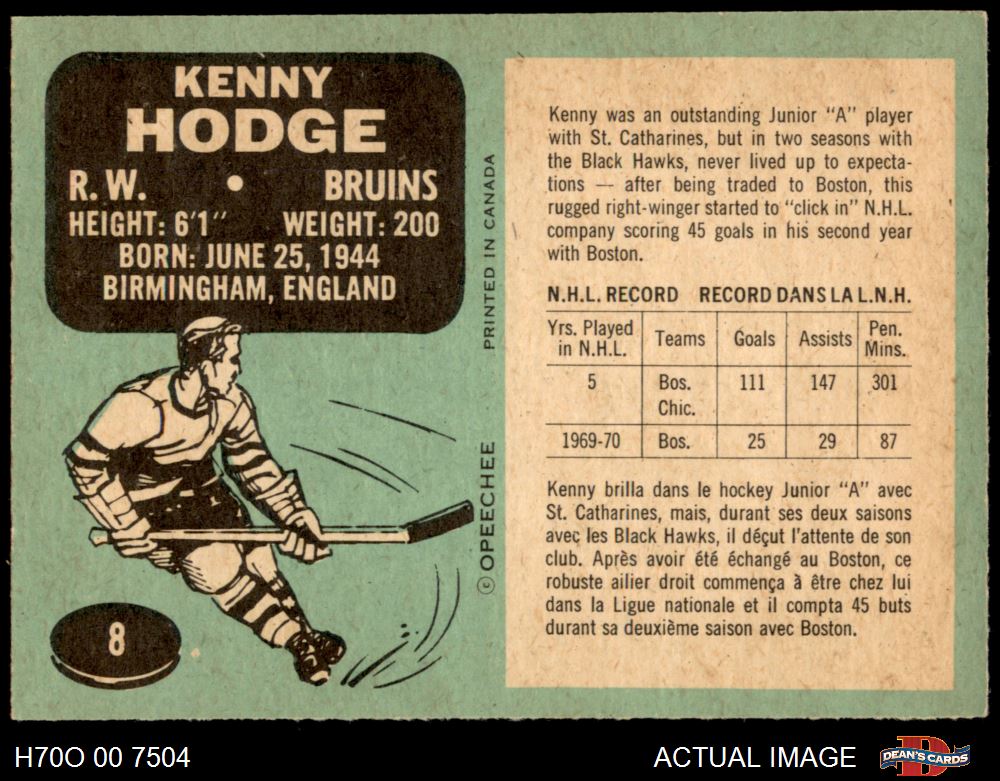 KENNY
HODGE
R.W. • BRUINS
HEIGHT: 6'1" WEIGHT: 200
BORN: JUNE 25, 1944
BIRMINGHAM, ENGLAND
8
© OPEECHEE PRINTED IN CANADA
Kenny was an outstanding Junior "A" player
with St. Catharines, but in two seasons with
the Black Hawks, never lived up to expecta-
tions — after being traded to Boston, this
rugged right-winger started to "click in" N.H.L.
company scoring 45 goals in his second year
with Boston.
N.H.L. RECORD RECORD DANS LA L.N.H.
Yrs. Played in N.H.L. Teams Goals Assists Pen. Mins.
5 Bos. Chic. 111 147 301
1969-70 Bos. 25 29 87
Kenny brilla dans le hockey Junior "A" avec
St. Catharines, mais, durant ses deux saisons
avec les Black Hawks, il déçut l'attente de son
club. Après avoir été échangé au Boston, ce
robuste ailier droit commença à être chez lui
dans la Ligue nationale et il compta 45 buts
durant sa deuxième saison avec Boston.
H70O 00 7504
ACTUAL IMAGE
DEAN'S CARDS